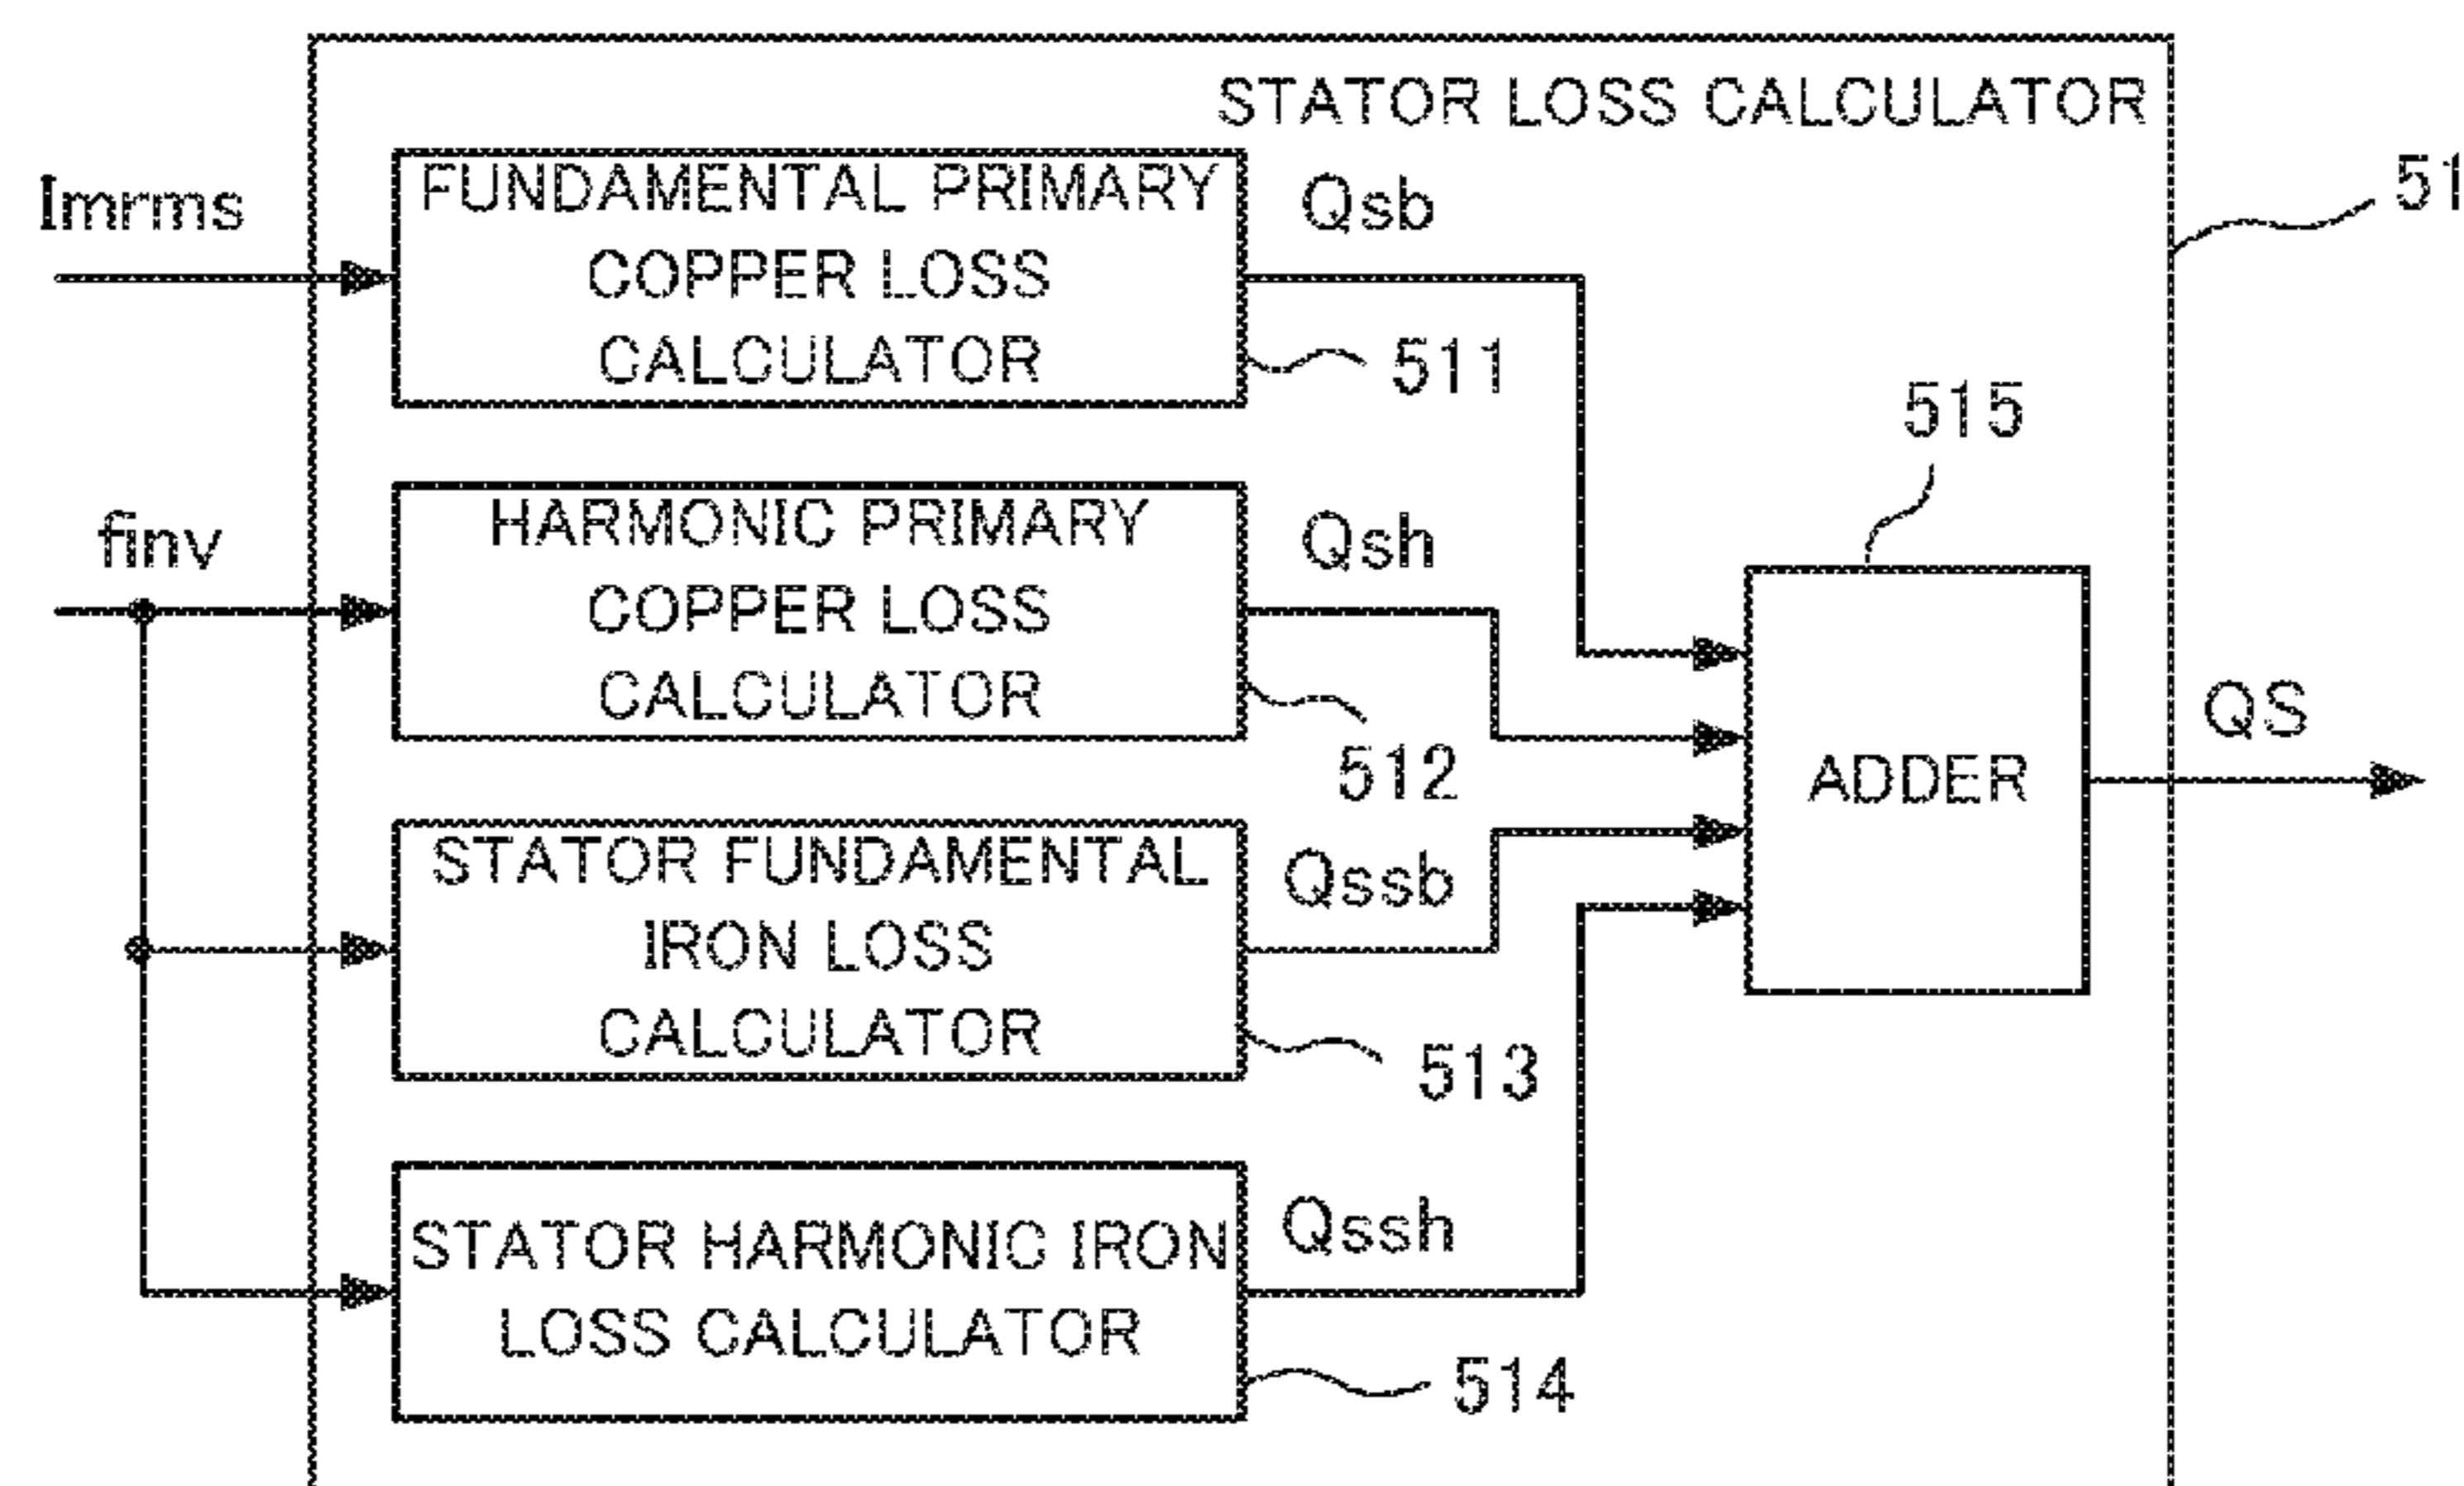 STATOR LOSS CALCULATOR
51
Imrms
FUNDAMENTAL PRIMARY
COPPER LOSS
CALCULATOR
Qsb
511
finv
HARMONIC PRIMARY
COPPER LOSS
CALCULATOR
Qsh
512
515
ADDER
QS
STATOR FUNDAMENTAL
IRON LOSS
CALCULATOR
Qssb
513
STATOR HARMONIC IRON
LOSS CALCULATOR
Qssh
514